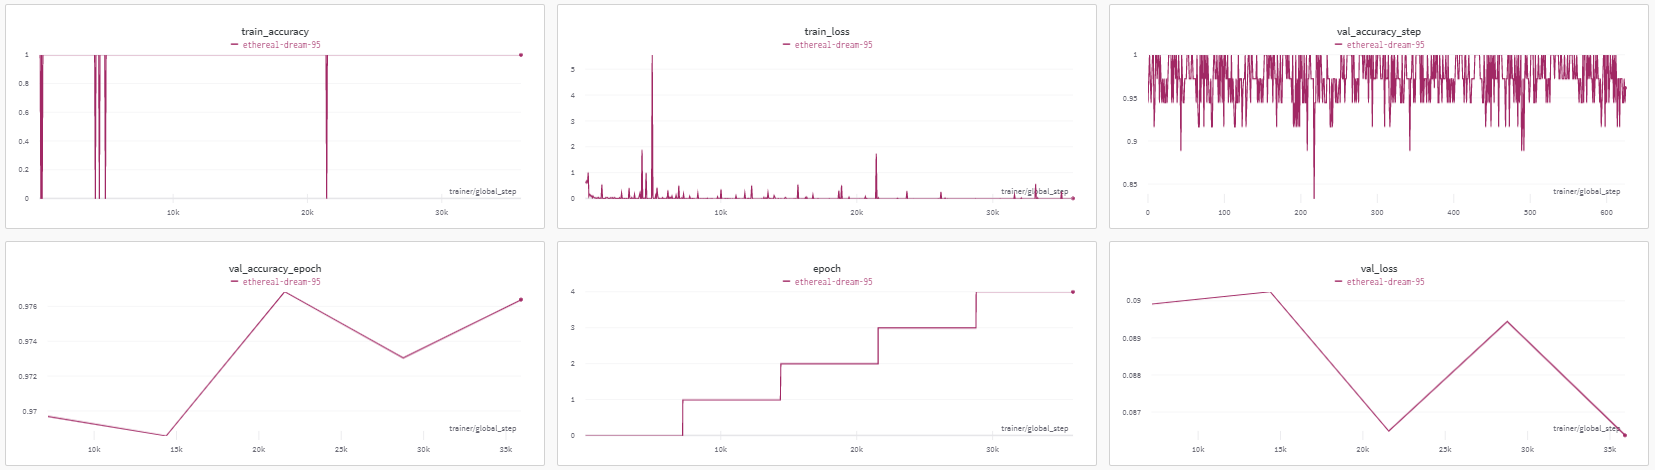 train_accuracy
ethereal-dream-95
1
0.8
0.6
0.4
0.2
0
trainer/global_step
10k 20k 30k
train_loss
ethereal-dream-95
5
4
3
2
1
0
trainer/global_step
10k 20k 30k
val_accuracy_step
ethereal-dream-95
1
0.95
0.9
0.85
trainer/global_step
0 100 200 300 400 500 600
val_accuracy_epoch
ethereal-dream-95
0.976
0.974
0.972
0.97
trainer/global_step
10k 15k 20k 25k 30k 35k
epoch
ethereal-dream-95
4
3
2
1
0
trainer/global_step
10k 20k 30k
val_loss
ethereal-dream-95
0.09
0.089
0.088
0.087
trainer/global_step
10k 15k 20k 25k 30k 35k